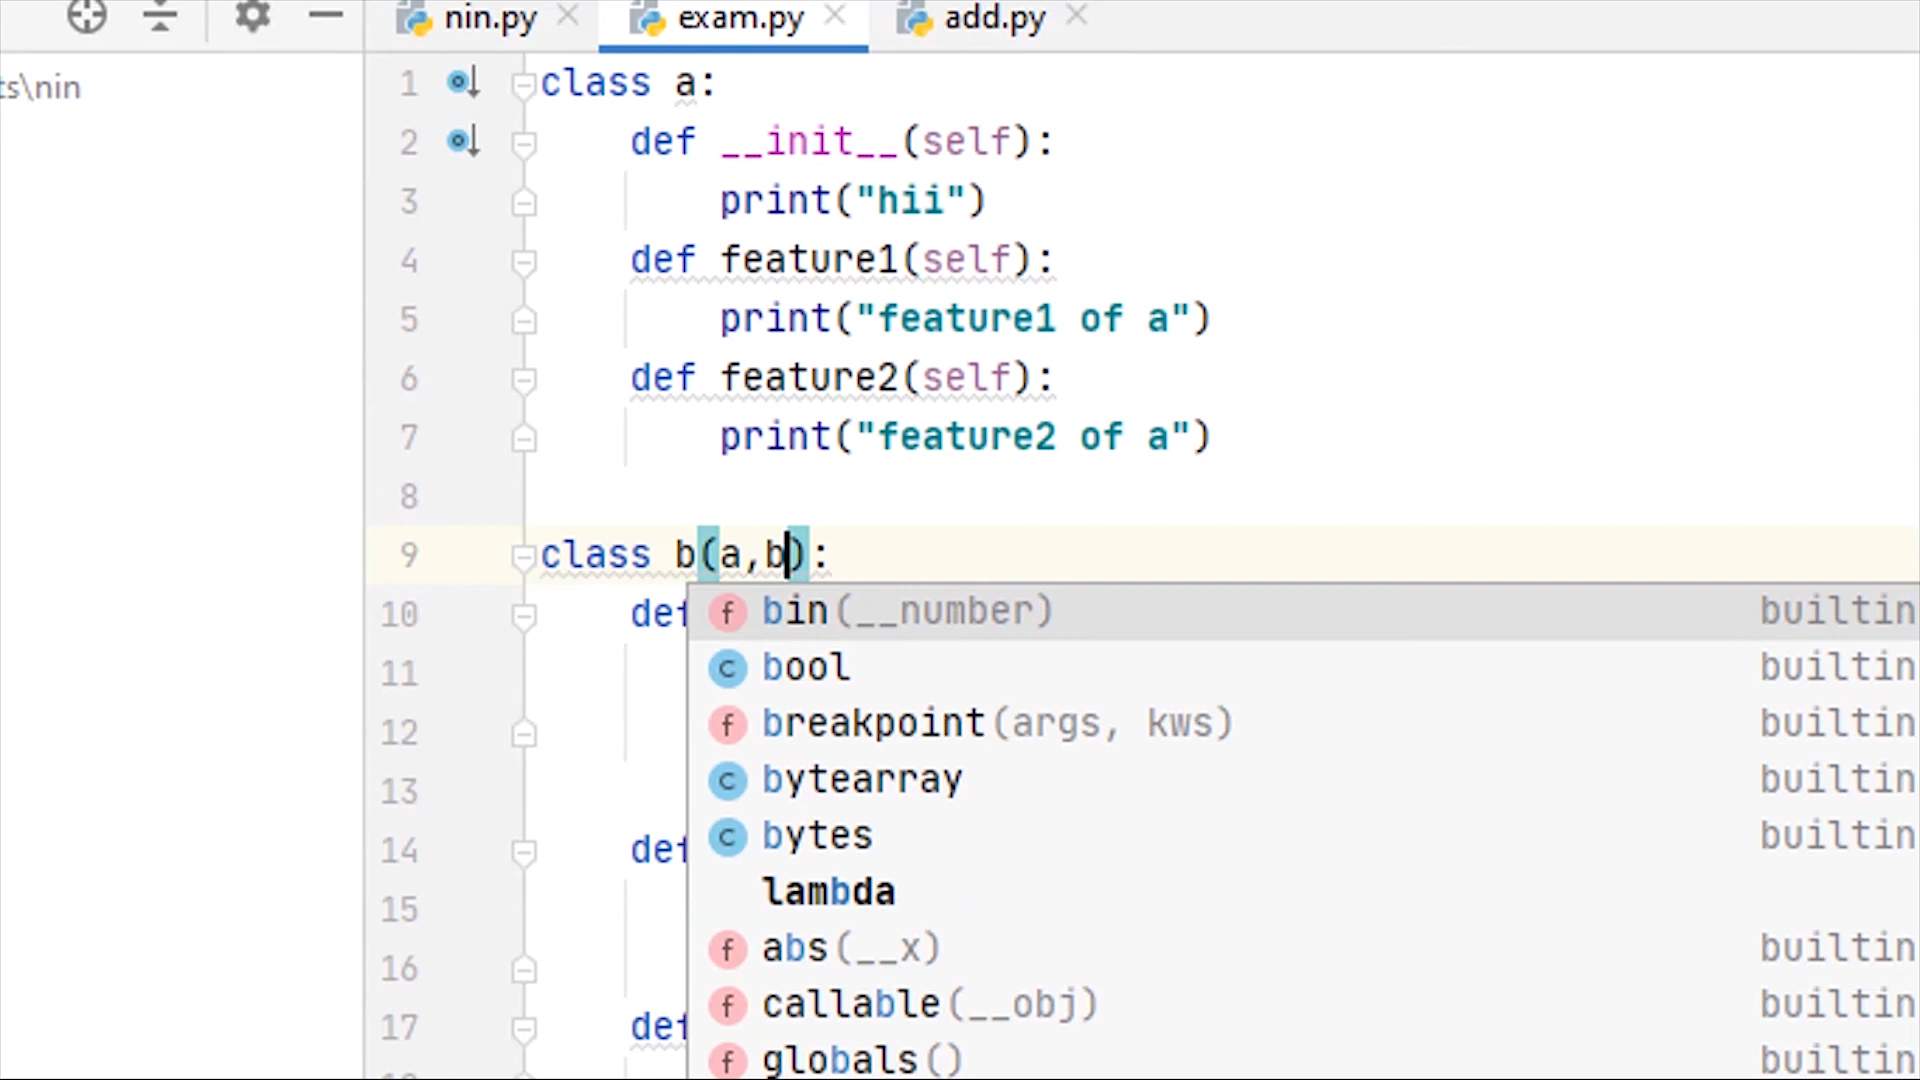 nin.py exam.py add.py
ts\nin
1 class a:
2 def __init__(self):
3 print("hii")
4 def feature1(self):
5 print("feature1 of a")
6 def feature2(self):
7 print("feature2 of a")
8
9 class b(a,b):
10 def
11
12
13
14 def
15
16
17 def
f bin(__number) builtin
c bool builtin
f breakpoint(args, kws) builtin
c bytearray builtin
c bytes builtin
lambda
f abs(__x) builtin
f callable(__obj) builtin
f globals() builtin